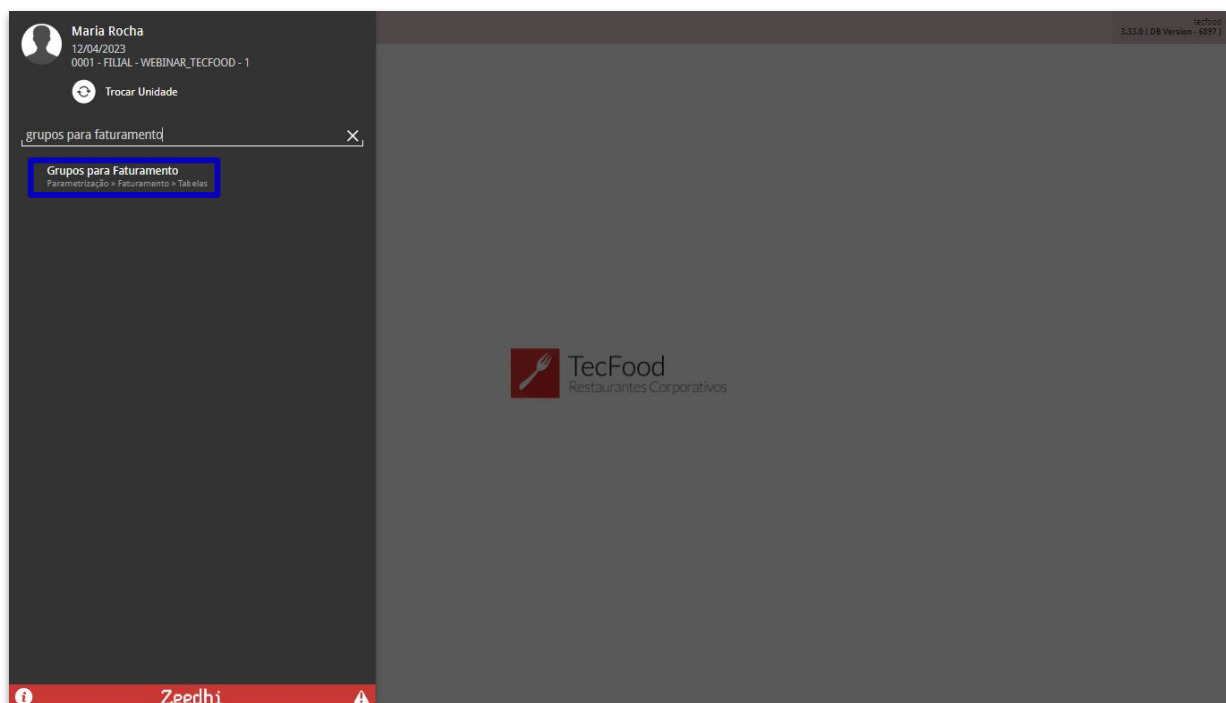 Maria Rocha
12/04/2023
0001 - FILIAL - WEBINAR_TECFOOD - 1
Trocar Unidade
grupos para faturamento
Grupos para Faturamento
Parametrização » Faturamento » Tabelas
tecfood
3.33.0 ( DB Version - 6897 )
TecFood
Restaurantes Corporativos
Zeedhi